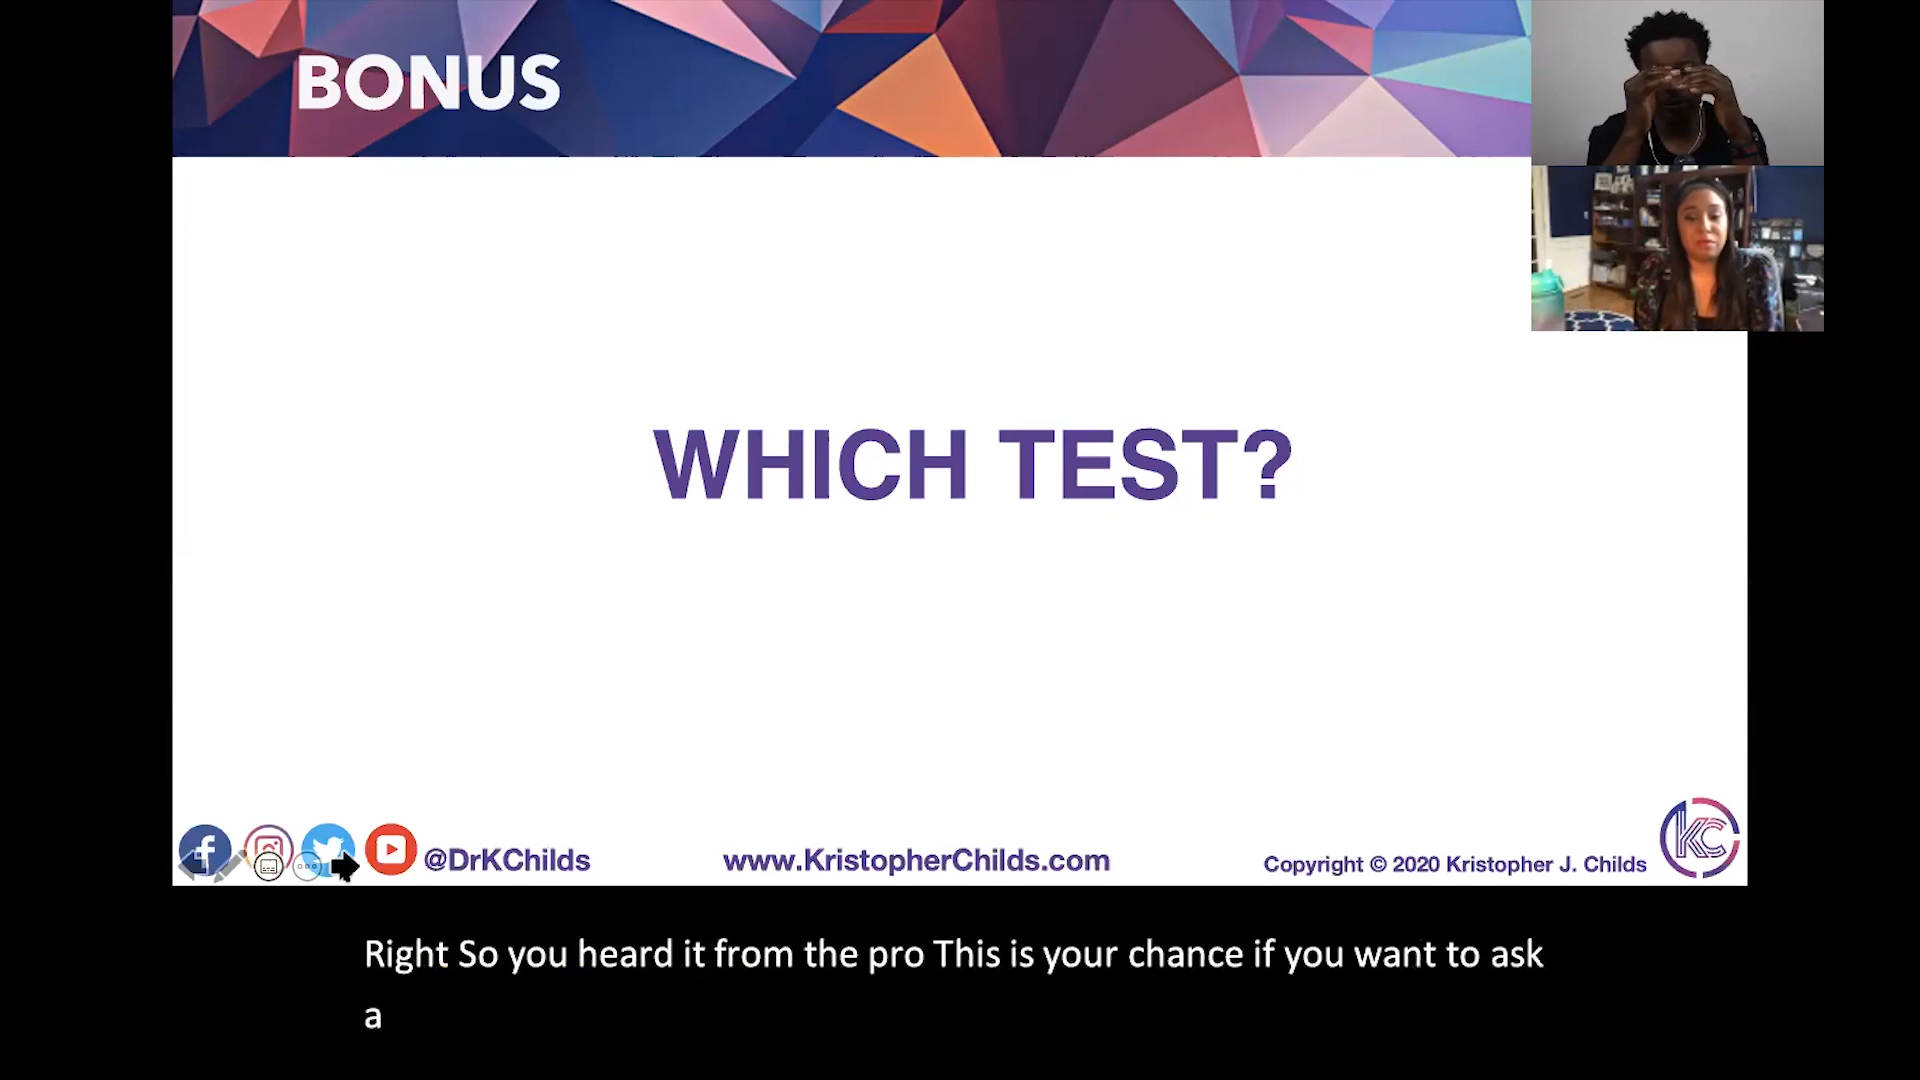 BONUS
WHICH TEST?
@DrKChilds
www.KristopherChilds.com
Copyright © 2020 Kristopher J. Childs
KC
Right So you heard it from the pro This is your chance if you want to ask
a